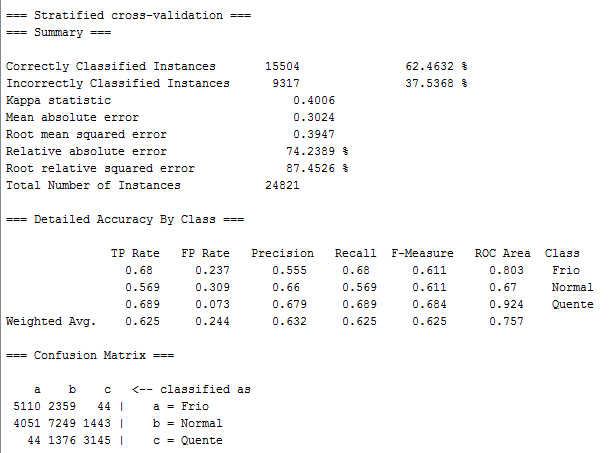 === Stratified cross-validation ===
=== Summary ===
Correctly Classified Instances 15504 62.4632 %
Incorrectly Classified Instances 9317 37.5368 %
Kappa statistic 0.4006
Mean absolute error 0.3024
Root mean squared error 0.3947
Relative absolute error 74.2389 %
Root relative squared error 87.4526 %
Total Number of Instances 24821
=== Detailed Accuracy By Class ===
TP Rate FP Rate Precision Recall F-Measure ROC Area Class
0.68 0.237 0.555 0.68 0.611 0.803 Frio
0.569 0.309 0.66 0.569 0.611 0.67 Normal
0.689 0.073 0.679 0.689 0.684 0.924 Quente
Weighted Avg. 0.625 0.244 0.632 0.625 0.625 0.757
=== Confusion Matrix ===
a b c <-- classified as
5110 2359 44 | a = Frio
4051 7249 1443 | b = Normal
44 1376 3145 | c = Quente